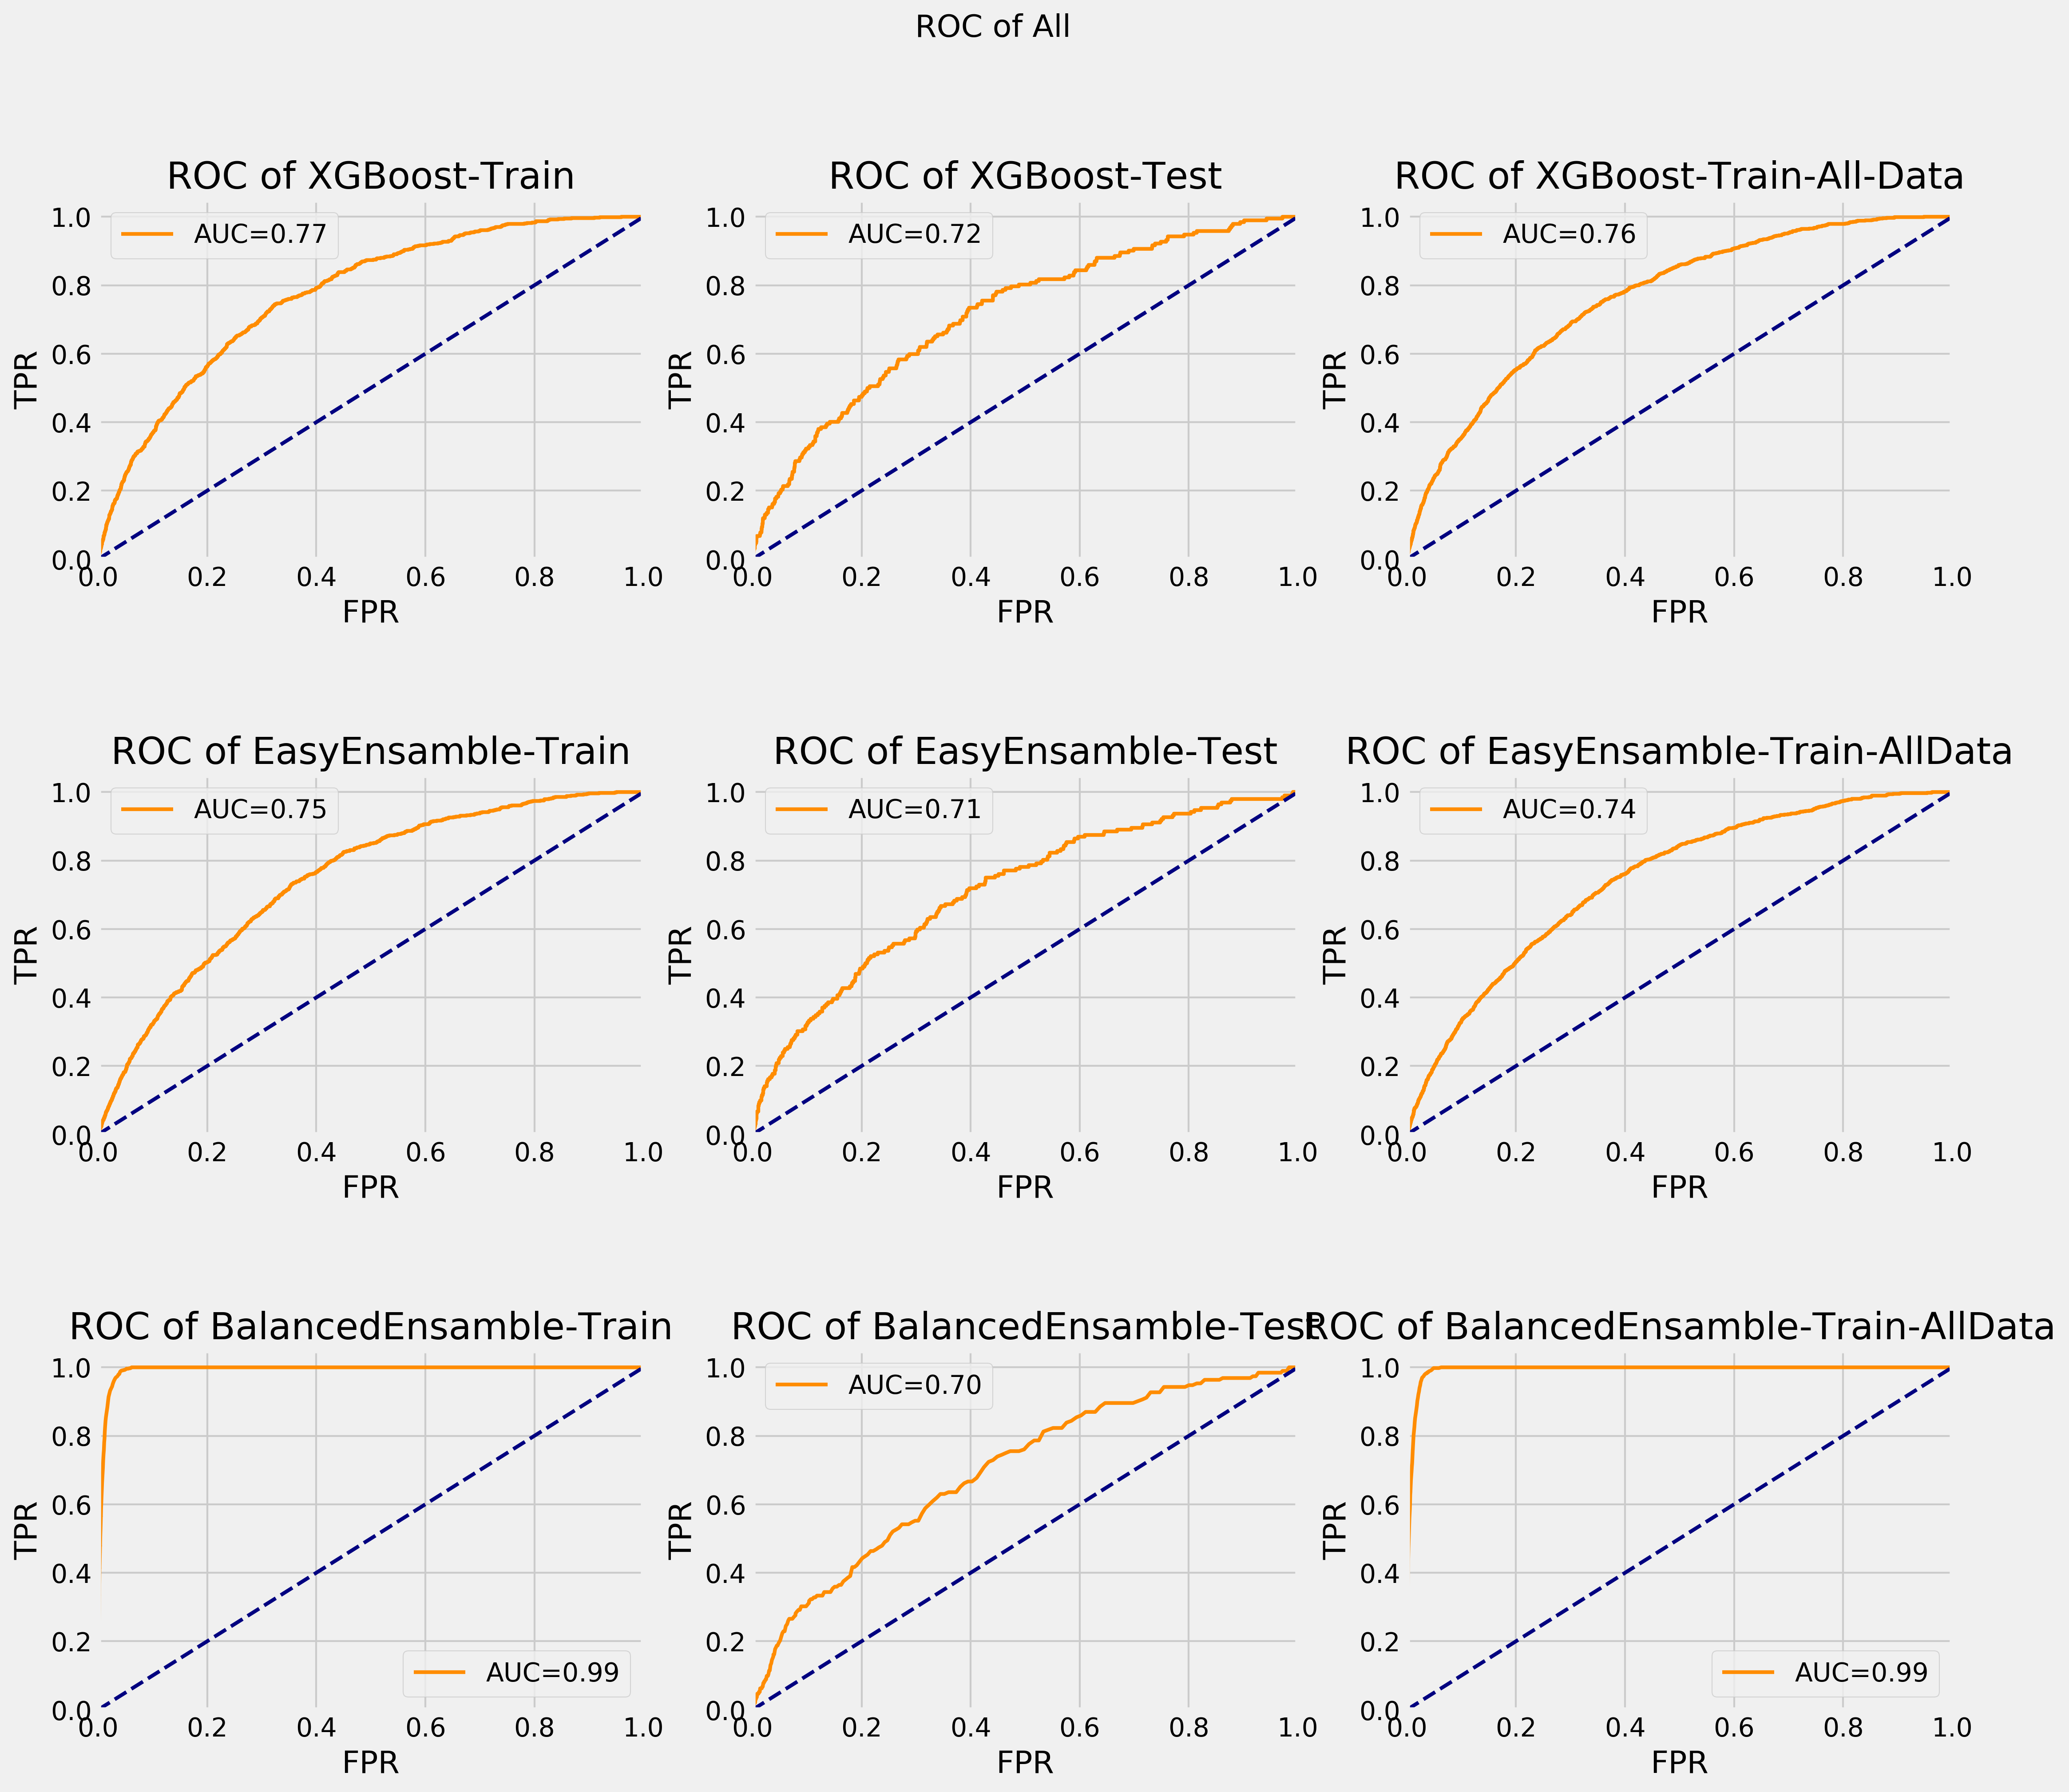 ROC of All
ROC of XGBoost-Train
AUC=0.77
TPR
1.0
0.8
0.6
0.4
0.2
0.0
0.0 0.2 0.4 0.6 0.8 1.0
FPR
ROC of XGBoost-Test
AUC=0.72
TPR
1.0
0.8
0.6
0.4
0.2
0.0
0.0 0.2 0.4 0.6 0.8 1.0
FPR
ROC of XGBoost-Train-All-Data
AUC=0.76
TPR
1.0
0.8
0.6
0.4
0.2
0.0
0.0 0.2 0.4 0.6 0.8 1.0
FPR
ROC of EasyEnsamble-Train
AUC=0.75
TPR
1.0
0.8
0.6
0.4
0.2
0.0
0.0 0.2 0.4 0.6 0.8 1.0
FPR
ROC of EasyEnsamble-Test
AUC=0.71
TPR
1.0
0.8
0.6
0.4
0.2
0.0
0.0 0.2 0.4 0.6 0.8 1.0
FPR
ROC of EasyEnsamble-Train-AllData
AUC=0.74
TPR
1.0
0.8
0.6
0.4
0.2
0.0
0.0 0.2 0.4 0.6 0.8 1.0
FPR
ROC of BalancedEnsamble-Train
AUC=0.99
TPR
1.0
0.8
0.6
0.4
0.2
0.0
0.0 0.2 0.4 0.6 0.8 1.0
FPR
ROC of BalancedEnsamble-Test
AUC=0.70
TPR
1.0
0.8
0.6
0.4
0.2
0.0
0.0 0.2 0.4 0.6 0.8 1.0
FPR
ROC of BalancedEnsamble-Train-AllData
AUC=0.99
TPR
1.0
0.8
0.6
0.4
0.2
0.0
0.0 0.2 0.4 0.6 0.8 1.0
FPR